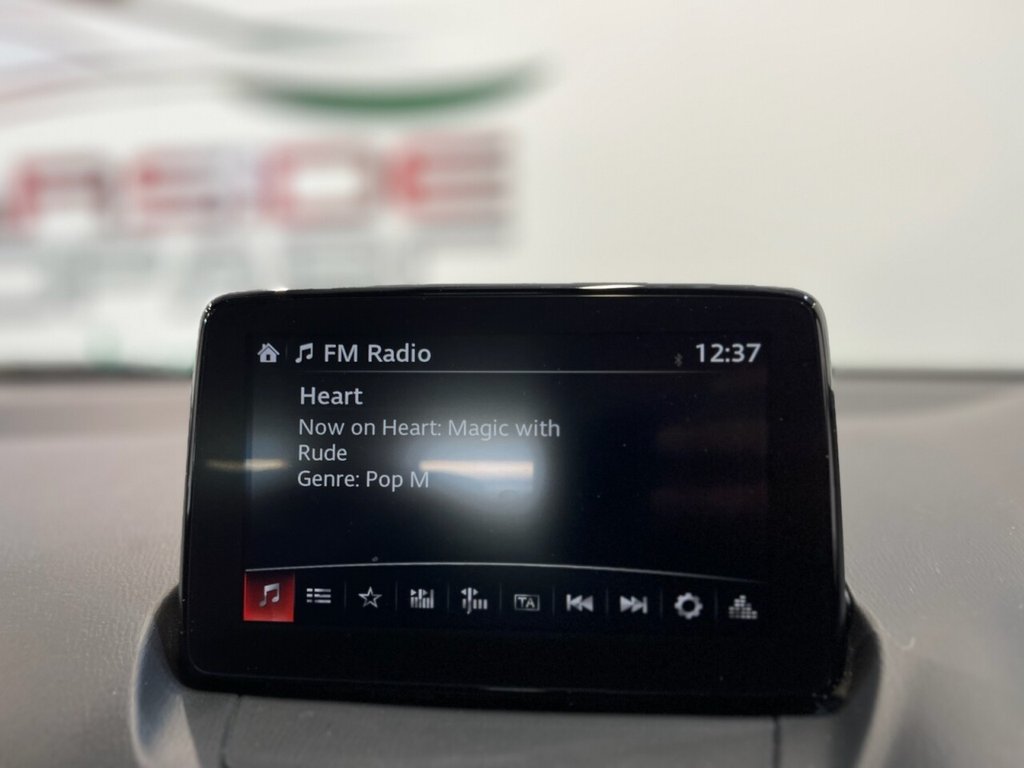 FM Radio 12:37
Heart
Now on Heart: Magic with
Rude
Genre: Pop M
TA